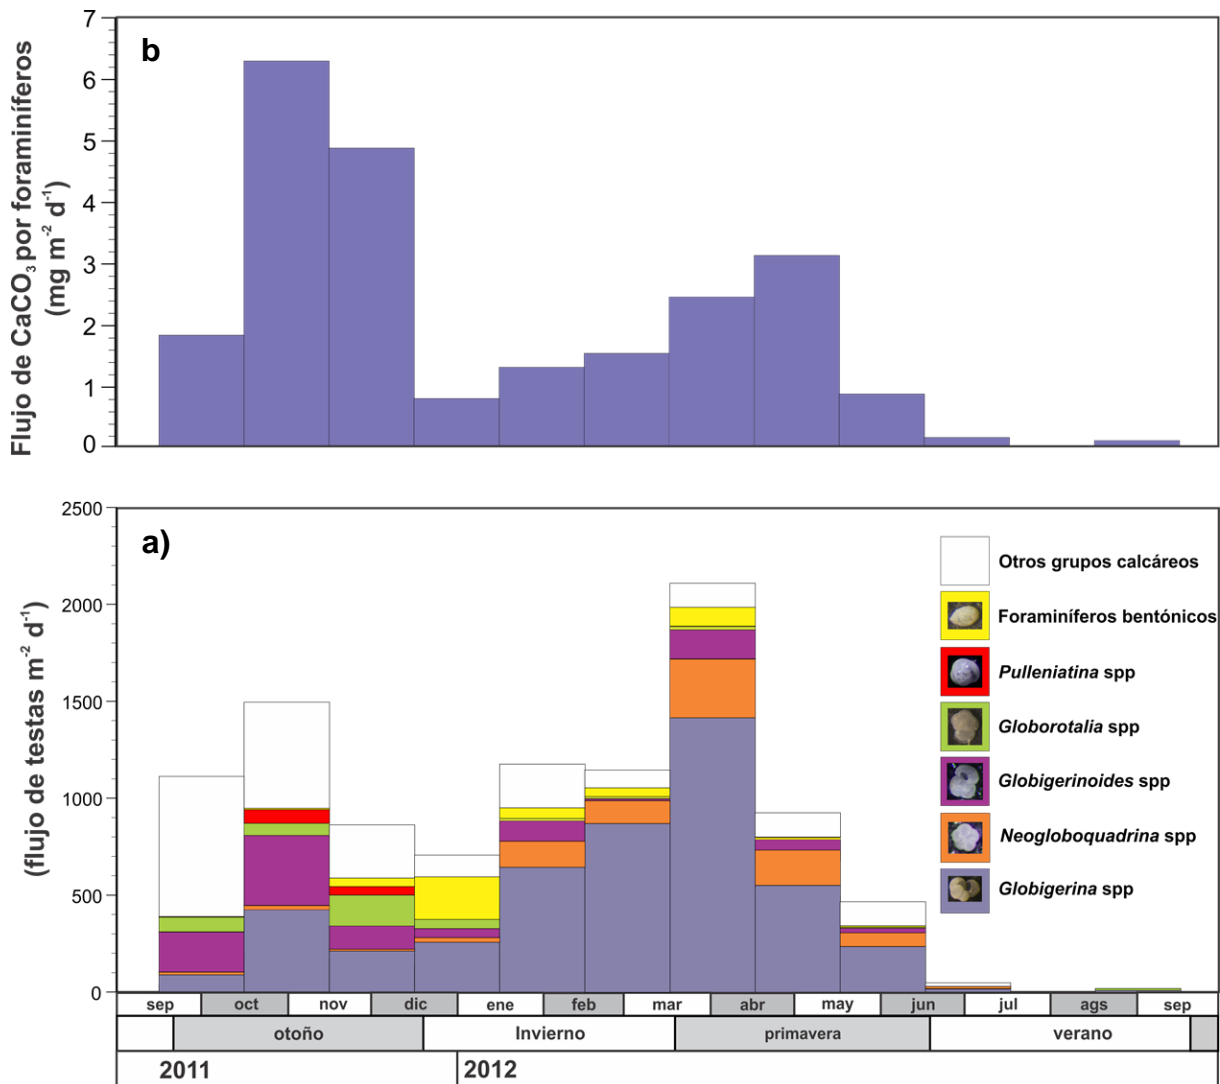 b
Flujo de CaCO₃ por foraminíferos
(mg m⁻² d⁻¹)
7
6
5
4
3
2
1
0
a)
(flujo de testas m⁻² d⁻¹)
2500
2000
1500
1000
500
0
Otros grupos calcáreos
Foraminíferos bentónicos
Pulleniatina spp
Globorotalia spp
Globigerinoides spp
Neogloboquadrina spp
Globigerina spp
sep oct nov dic ene feb mar abr may jun jul ags sep
otoño Invierno primavera verano
2011 2012